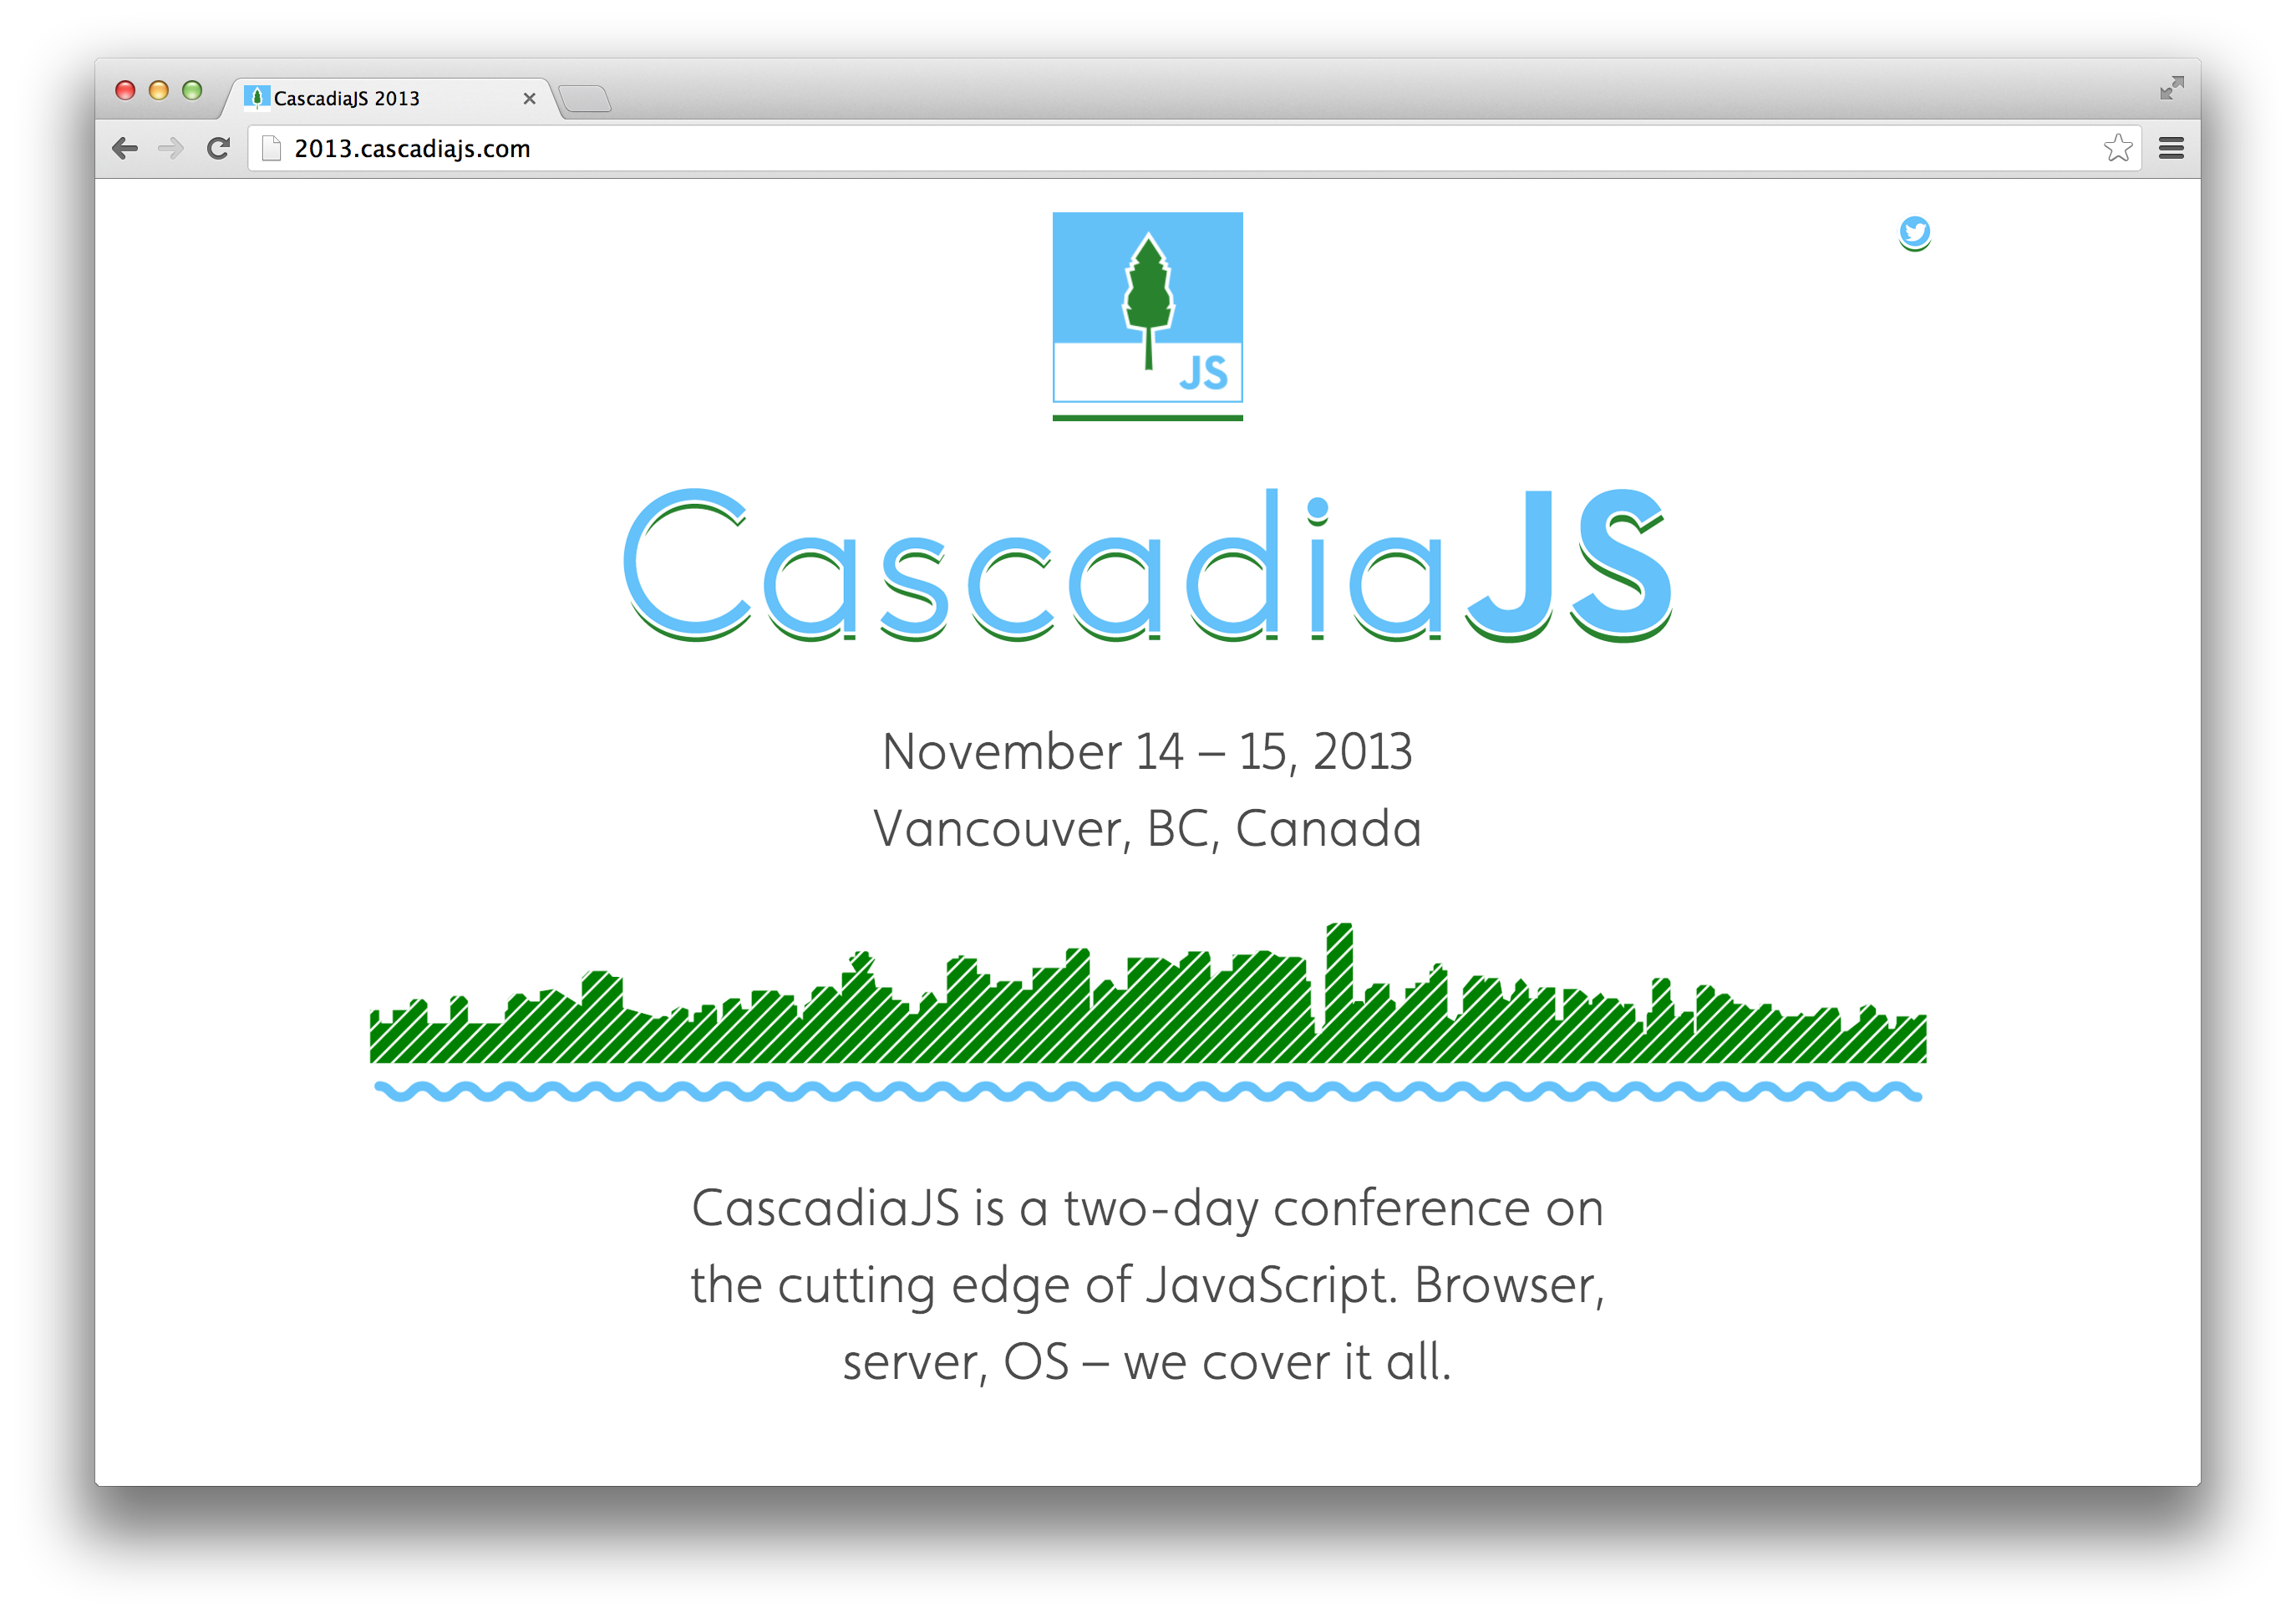 CascadiaJS 2013
2013.cascadiajs.com
JS
CascadiaJS
November 14 – 15, 2013
Vancouver, BC, Canada
CascadiaJS is a two-day conference on
the cutting edge of JavaScript. Browser,
server, OS – we cover it all.